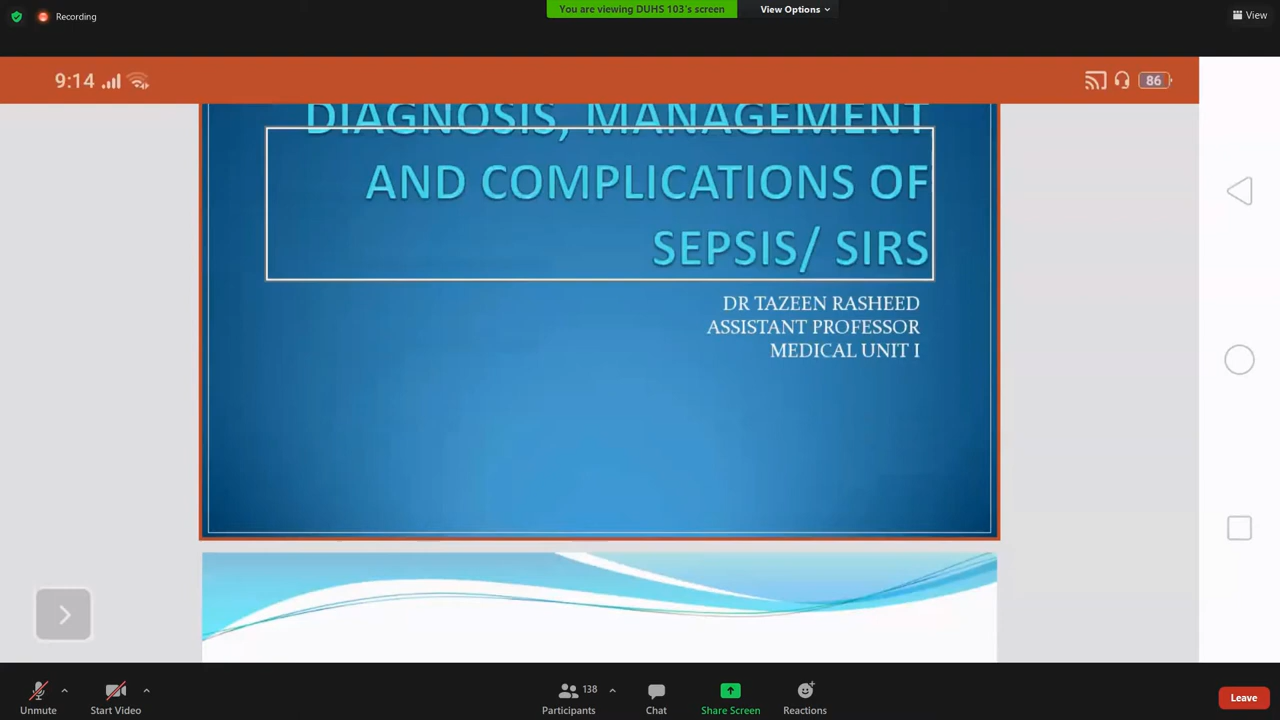 Recording
You are viewing DUHS 103's screen
View Options
View
9:14
86
DIAGNOSIS, MANAGEMENT
AND COMPLICATIONS OF
SEPSIS/ SIRS
DR TAZEEN RASHEED
ASSISTANT PROFESSOR
MEDICAL UNIT I
Unmute
Start Video
138
Participants
Chat
Share Screen
Reactions
Leave